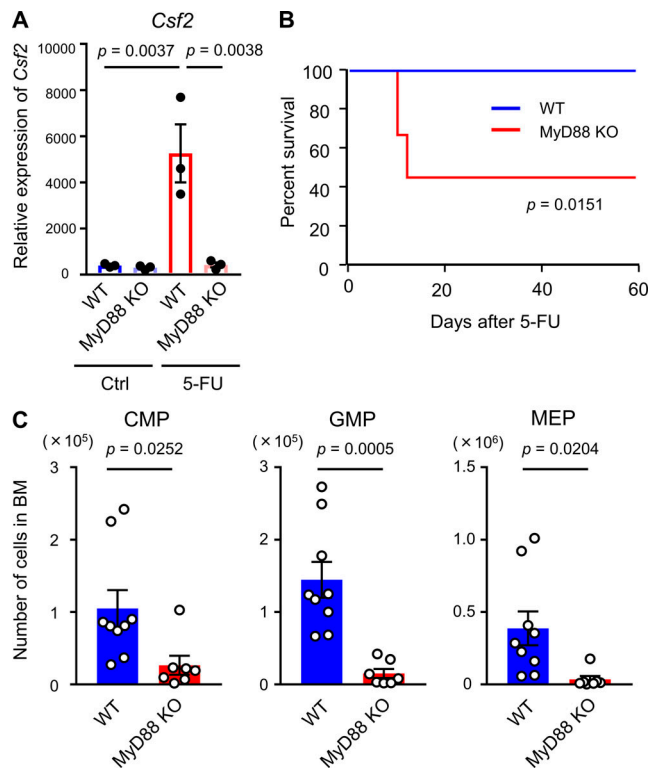 A
Csf2
Relative expression of Csf2
p = 0.0037
p = 0.0038
10000
8000
6000
4000
2000
0
WT
MyD88 KO
WT
MyD88 KO
Ctrl
5-FU
B
Percent survival
100
80
60
40
20
0
WT
MyD88 KO
p = 0.0151
0
20
40
60
Days after 5-FU
C
Number of cells in BM
CMP
(×10⁵)
p = 0.0252
3
2
1
0
WT
MyD88 KO
GMP
(×10⁵)
p = 0.0005
3
2
1
0
WT
MyD88 KO
MEP
(×10⁶)
p = 0.0204
1.5
1.0
0.5
0
WT
MyD88 KO